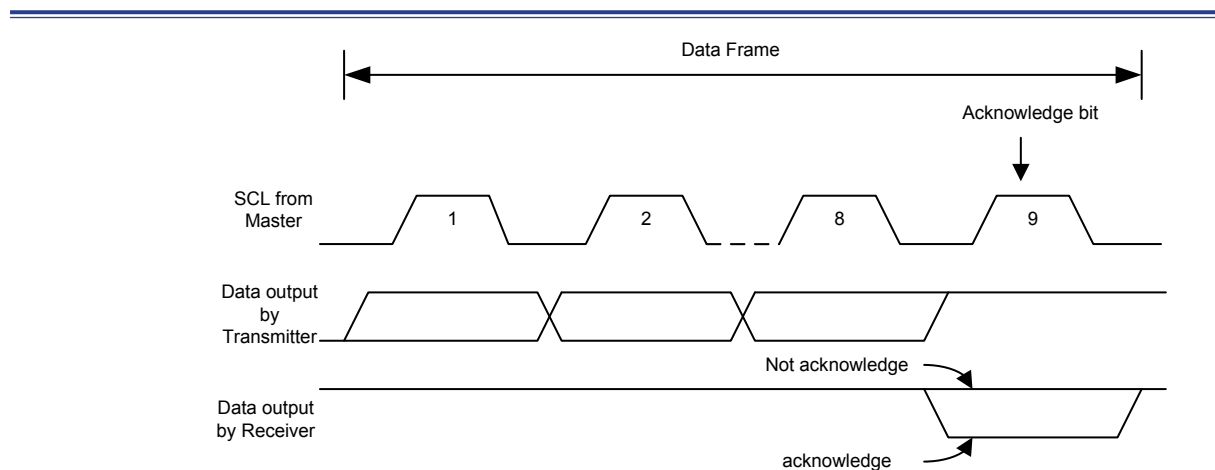 Data Frame
Acknowledge bit
SCL from
Master
1
2
8
9
Data output
by
Transmitter
Not acknowledge
Data output
by Receiver
acknowledge